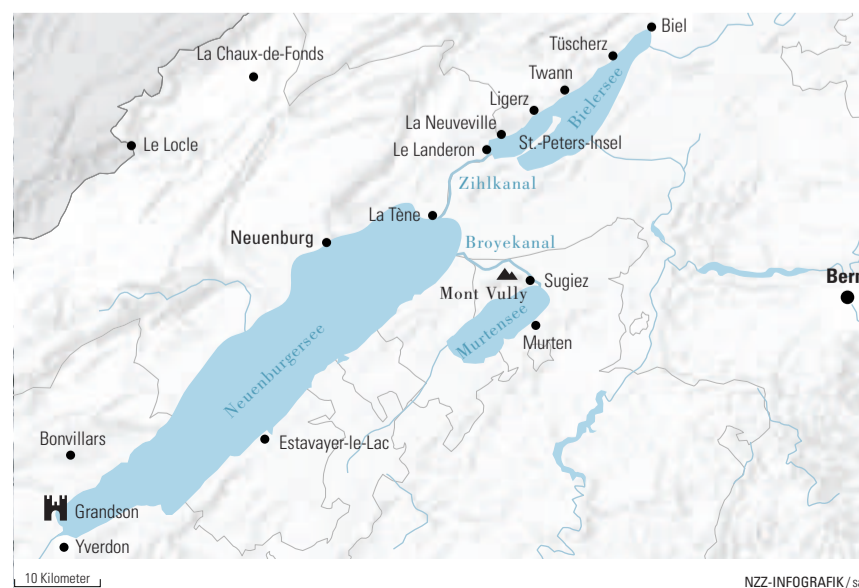 Biel
Tüscherz
La Chaux-de-Fonds
Twann
Ligerz
Bielersee
La Neuveville
St.-Peters-Insel
Le Locle
Le Landeron
Zihlkanal
La Tène
Neuenburg
Broyekanal
Bern
Sugiez
Mont Vully
Murtensee
Murten
Neuenburgersee
Bonvillars
Estavayer-le-Lac
Grandson
Yverdon
10 Kilometer
NZZ-INFOGRAFIK / sa